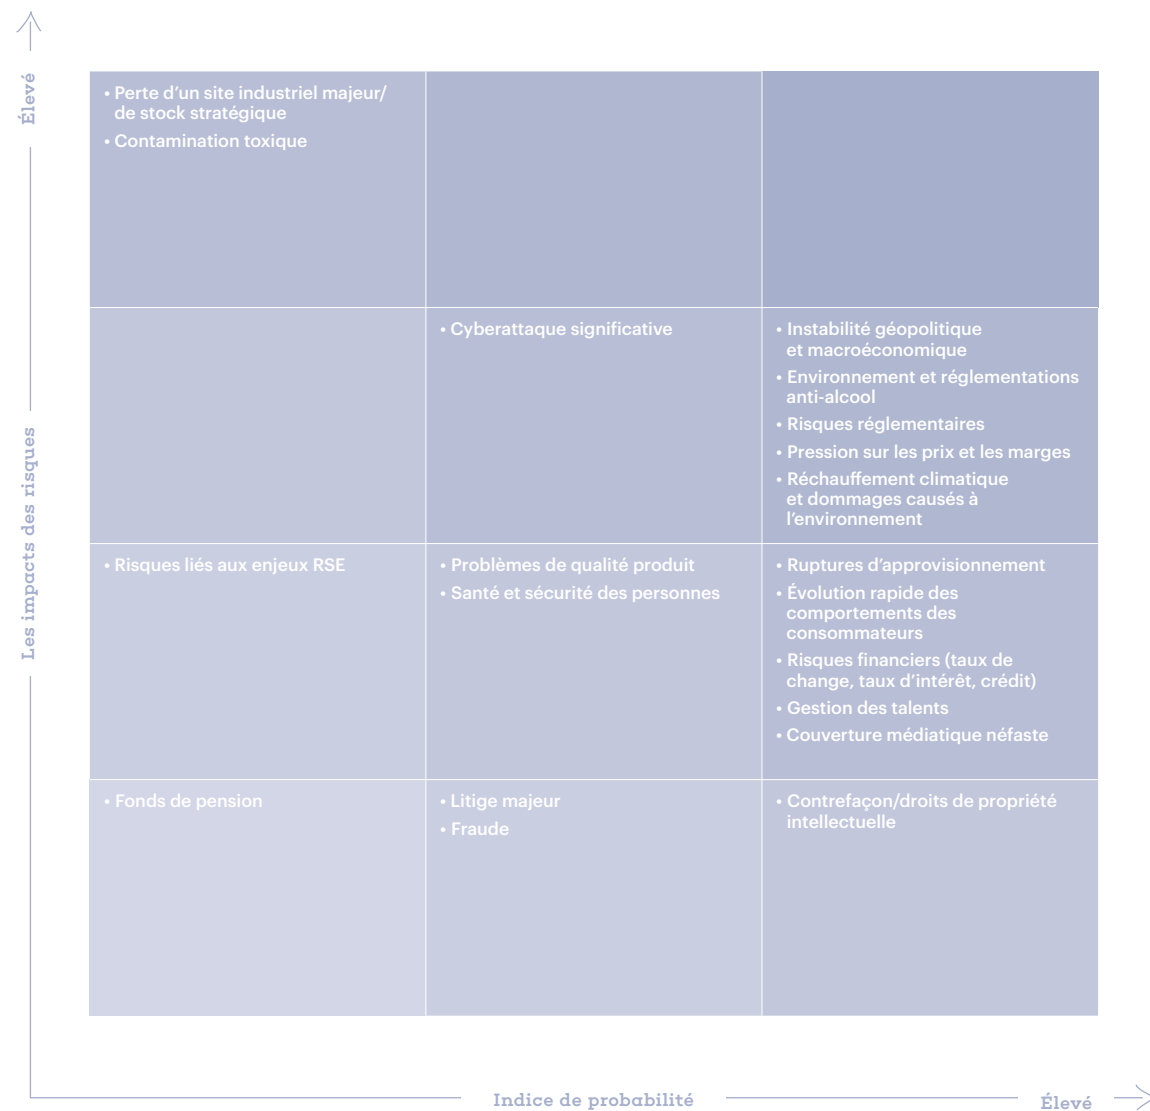 Élevé
Les impacts des risques
• Perte d’un site industriel majeur/
de stock stratégique
• Contamination toxique
• Cyberattaque significative
• Instabilité géopolitique
et macroéconomique
• Environnement et réglementations
anti-alcool
• Risques réglementaires
• Pression sur les prix et les marges
• Réchauffement climatique
et dommages causés à
l’environnement
• Risques liés aux enjeux RSE
• Problèmes de qualité produit
• Santé et sécurité des personnes
• Ruptures d’approvisionnement
• Évolution rapide des
comportements des
consommateurs
• Risques financiers (taux de
change, taux d’intérêt, crédit)
• Gestion des talents
• Couverture médiatique néfaste
• Fonds de pension
• Litige majeur
• Fraude
• Contrefaçon/droits de propriété
intellectuelle
Indice de probabilité
Élevé